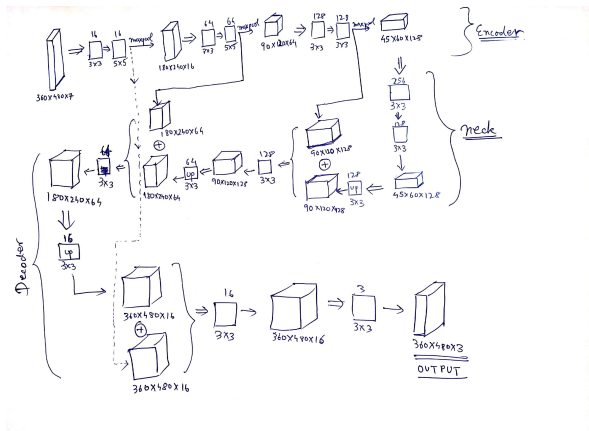 16 16 maxpool 64 64 maxpool 128 128 maxpool
3x3 5x5 7x3 5x5 3x3 3x3
360x480x7 180x240x16 90x120x64 45x60x128
Encoder
256
3x3
128
3x3
45x60x128
neck
128
UP
3x3
90x120x128
+
90x120x128
128
3x3
90x120x128
64
UP
3x3
180x240x64
+
180x240x64
3x3
180x240x64
Decoder
16
UP
3x3
360x480x16
+
360x480x16
16
3x3
360x480x16
3
3x3
360x480x3
OUTPUT